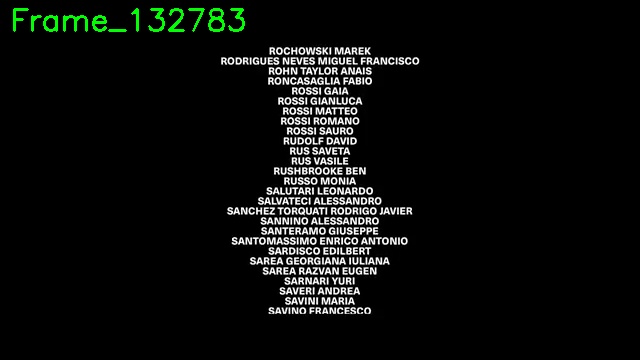 Frame_132783
ROCHOWSKI MAREK
RODRIGUES NEVES MIGUEL FRANCISCO
ROHN TAYLOR ANAIS
RONCASAGLIA FABIO
ROSSI GAIA
ROSSI GIANLUCA
ROSSI MATTEO
ROSSI ROMANO
ROSSI SAURO
RUDOLF DAVID
RUS SAVETA
RUS VASILE
RUSHBROOKE BEN
RUSSO MONIA
SALUTARI LEONARDO
SALVATECI ALESSANDRO
SANCHEZ TORQUATI RODRIGO JAVIER
SANNINO ALESSANDRO
SANTERAMO GIUSEPPE
SANTOMASSIMO ENRICO ANTONIO
SARDISCO EDILBERT
SAREA GEORGIANA IULIANA
SAREA RAZVAN EUGEN
SARNARI YURI
SAVERI ANDREA
SAVINI MARIA
SAVINO FRANCESCO